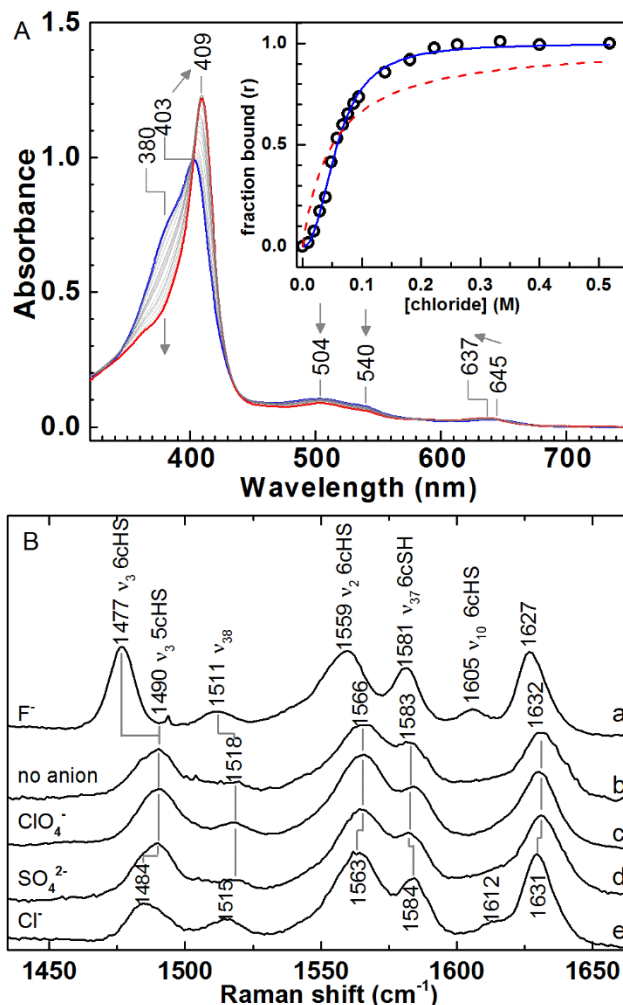 A
409
403
380
fraction bound (r)
1.0
0.5
0.0
0.0 0.1 0.2 0.3 0.4 0.5
[chloride] (M)
Absorbance
1.0
0.5
0.0
504
540
637
645
400 500 600 700
Wavelength (nm)
B
1477 ν3 6cHS
1490 ν3 5cHS
1511 ν38
1518
1559 ν2 6cHS
1566
1581 ν37 6cSH
1583
1605 ν10 6cHS
1627
1632
F- a
no anion b
ClO4- c
SO42- d
Cl- e
1484
1515
1563
1584
1612
1631
1450 1500 1550 1600 1650
Raman shift (cm-1)